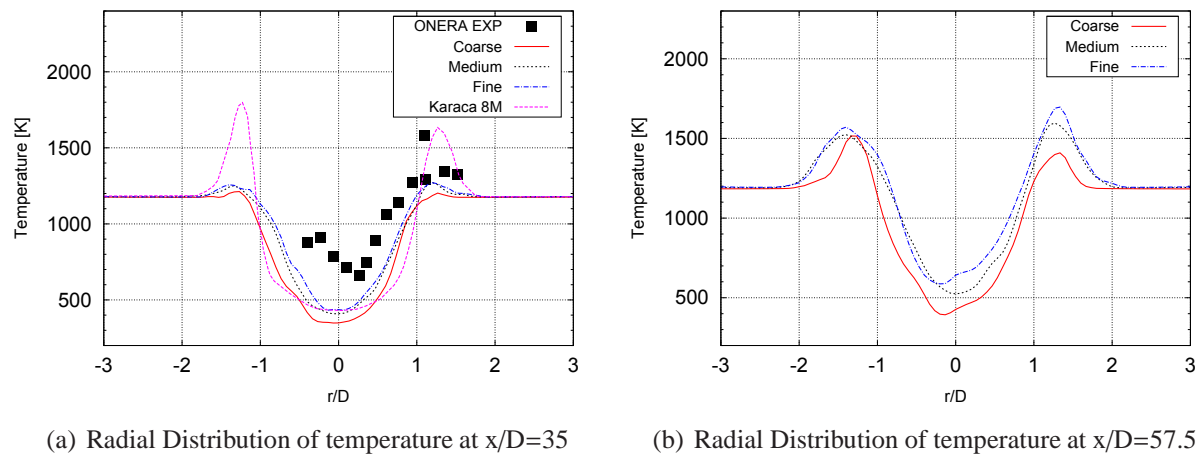 ONERA EXP
Coarse
Medium
Fine
Karaca 8M
Temperature [K]
2000
1500
1000
500
-3 -2 -1 0 1 2 3
r/D
(a) Radial Distribution of temperature at x/D=35
Coarse
Medium
Fine
Temperature [K]
2000
1500
1000
500
-3 -2 -1 0 1 2 3
r/D
(b) Radial Distribution of temperature at x/D=57.5